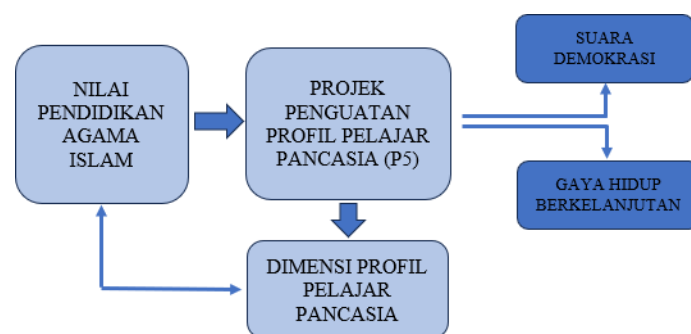 NILAI
PENDIDIKAN
AGAMA
ISLAM
PROJEK
PENGUATAN
PROFIL PELAJAR
PANCASIA (P5)
SUARA
DEMOKRASI
GAYA HIDUP
BERKELANJUTAN
DIMENSI PROFIL
PELAJAR
PANCASIA